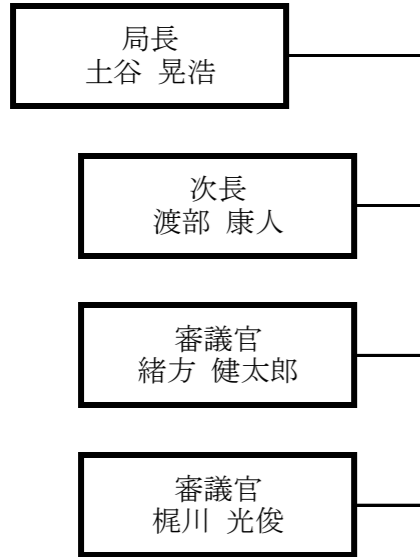 局長
土谷 晃浩
次長
渡部 康人
審議官
緒方 健太郎
審議官
梶川 光俊